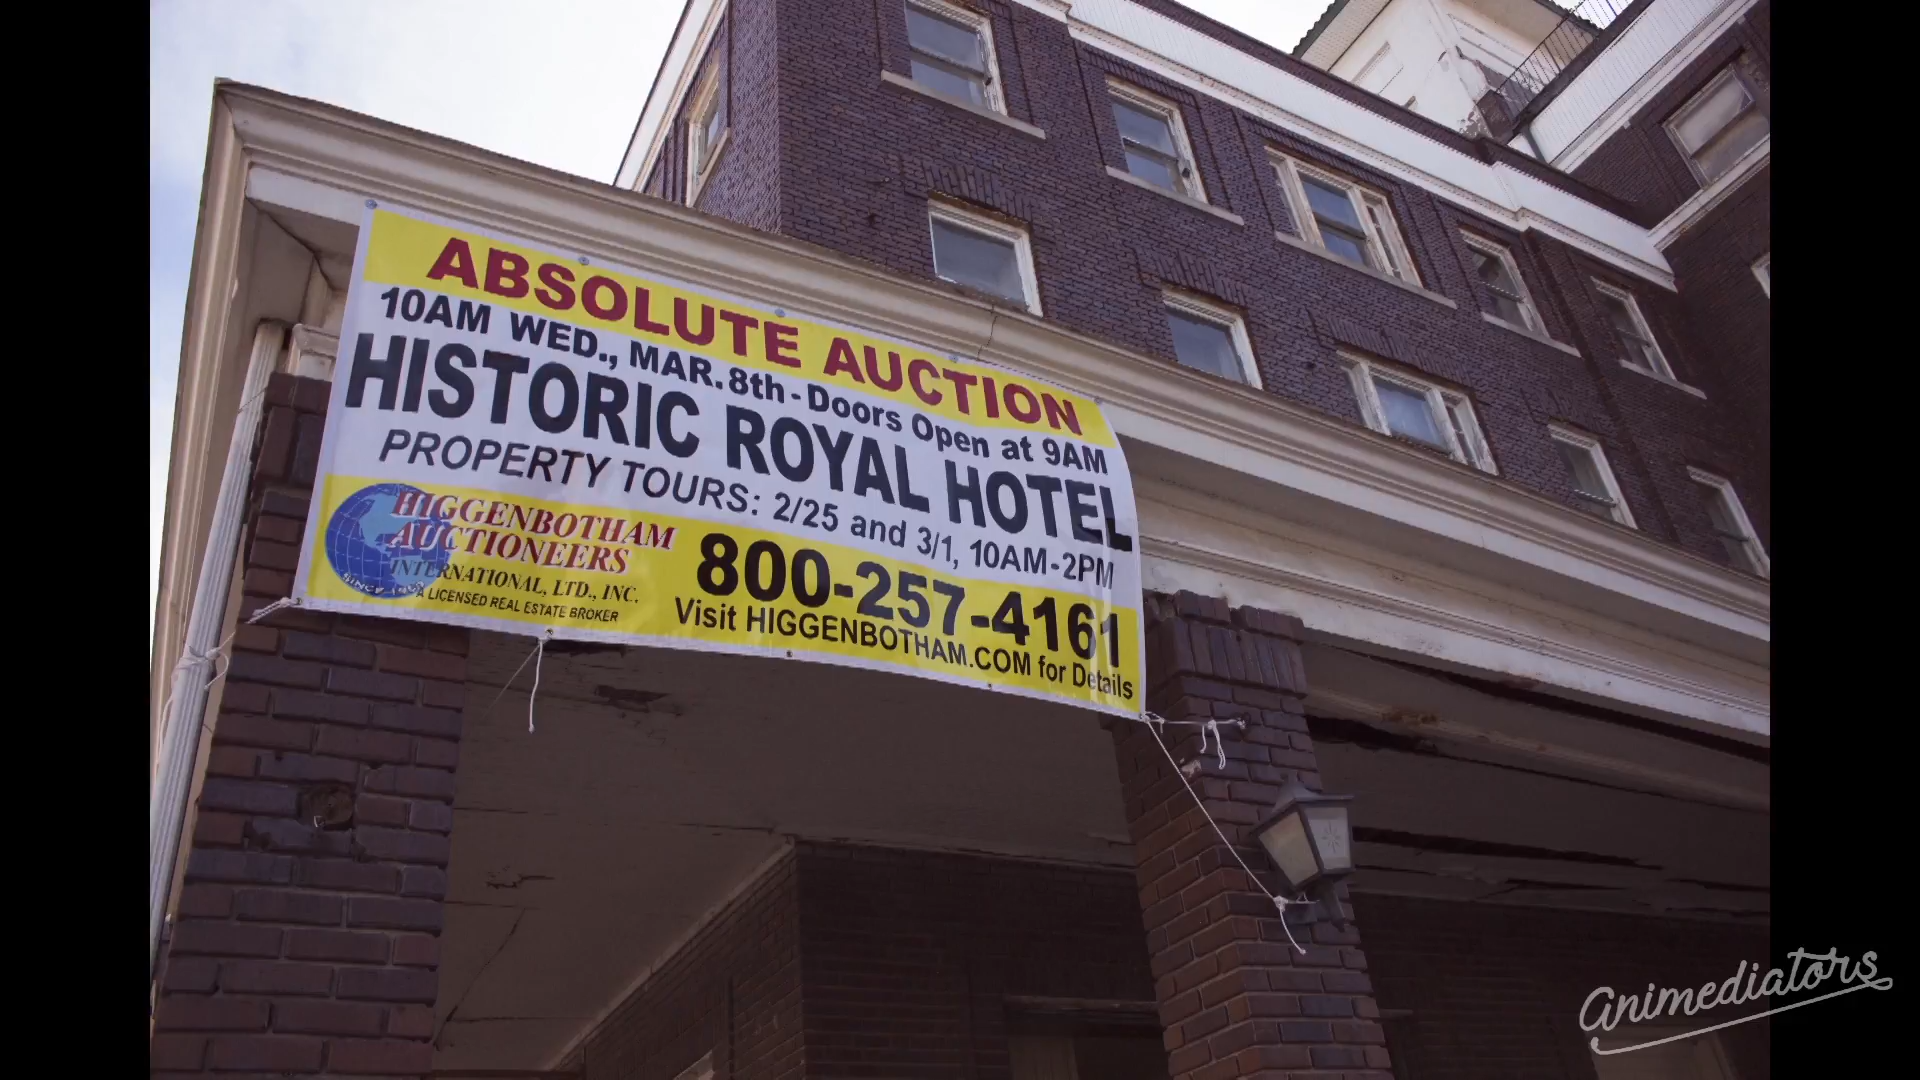 ABSOLUTE AUCTION
10AM WED., MAR. 8th - Doors Open at 9AM
HISTORIC ROYAL HOTEL
PROPERTY TOURS: 2/25 and 3/1, 10AM-2PM
HIGGENBOTHAM
AUCTIONEERS
INTERNATIONAL, LTD., INC.
A LICENSED REAL ESTATE BROKER
SINCE
800-257-4161
Visit HIGGENBOTHAM.COM for Details
animediators